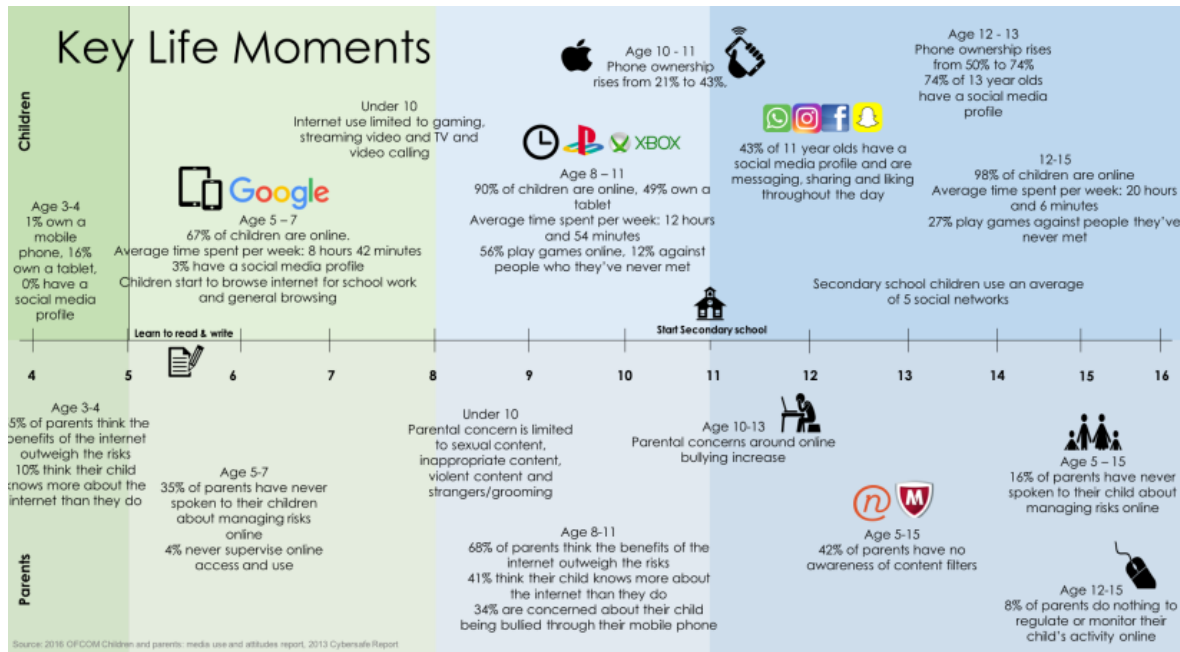 Key Life Moments
Children
Age 3-4
1% own a
mobile
phone, 16%
own a tablet,
0% have a
social media
profile
Under 10
Internet use limited to gaming,
streaming video and TV and
video calling
Google
Age 5 – 7
67% of children are online.
Average time spent per week: 8 hours 42 minutes
3% have a social media profile
Children start to browse internet for school work
and general browsing
Age 10 - 11
Phone ownership
rises from 21% to 43%.
XBOX
Age 8 – 11
90% of children are online, 49% own a
tablet
Average time spent per week: 12 hours
and 54 minutes
56% play games online, 12% against
people who they've never met
43% of 11 year olds have a
social media profile and are
messaging, sharing and liking
throughout the day
Age 12 - 13
Phone ownership rises
from 50% to 74%
74% of 13 year olds
have a social media
profile
12-15
98% of children are online
Average time spent per week: 20 hours
and 6 minutes
27% play games against people they've
never met
Secondary school children use an average
of 5 social networks
Learn to read & write
Start Secondary school
4 5 6 7 8 9 10 11 12 13 14 15 16
Parents
Age 3-4
5% of parents think the
benefits of the internet
outweigh the risks
10% think their child
knows more about the
internet than they do
Age 5-7
35% of parents have never
spoken to their children
about managing risks
online
4% never supervise online
access and use
Under 10
Parental concern is limited
to sexual content,
inappropriate content,
violent content and
strangers/grooming
Age 8-11
68% of parents think the benefits of the
internet outweigh the risks
41% think their child knows more about
the internet than they do
34% are concerned about their child
being bullied through their mobile phone
Age 10-13
Parental concerns around online
bullying increase
Age 5-15
42% of parents have no
awareness of content filters
Age 5 – 15
16% of parents have never
spoken to their child about
managing risks online
Age 12-15
8% of parents do nothing to
regulate or monitor their
child's activity online
Source: 2016 OFCOM Children and parents: media use and attitudes report, 2013 Cybersafe Report